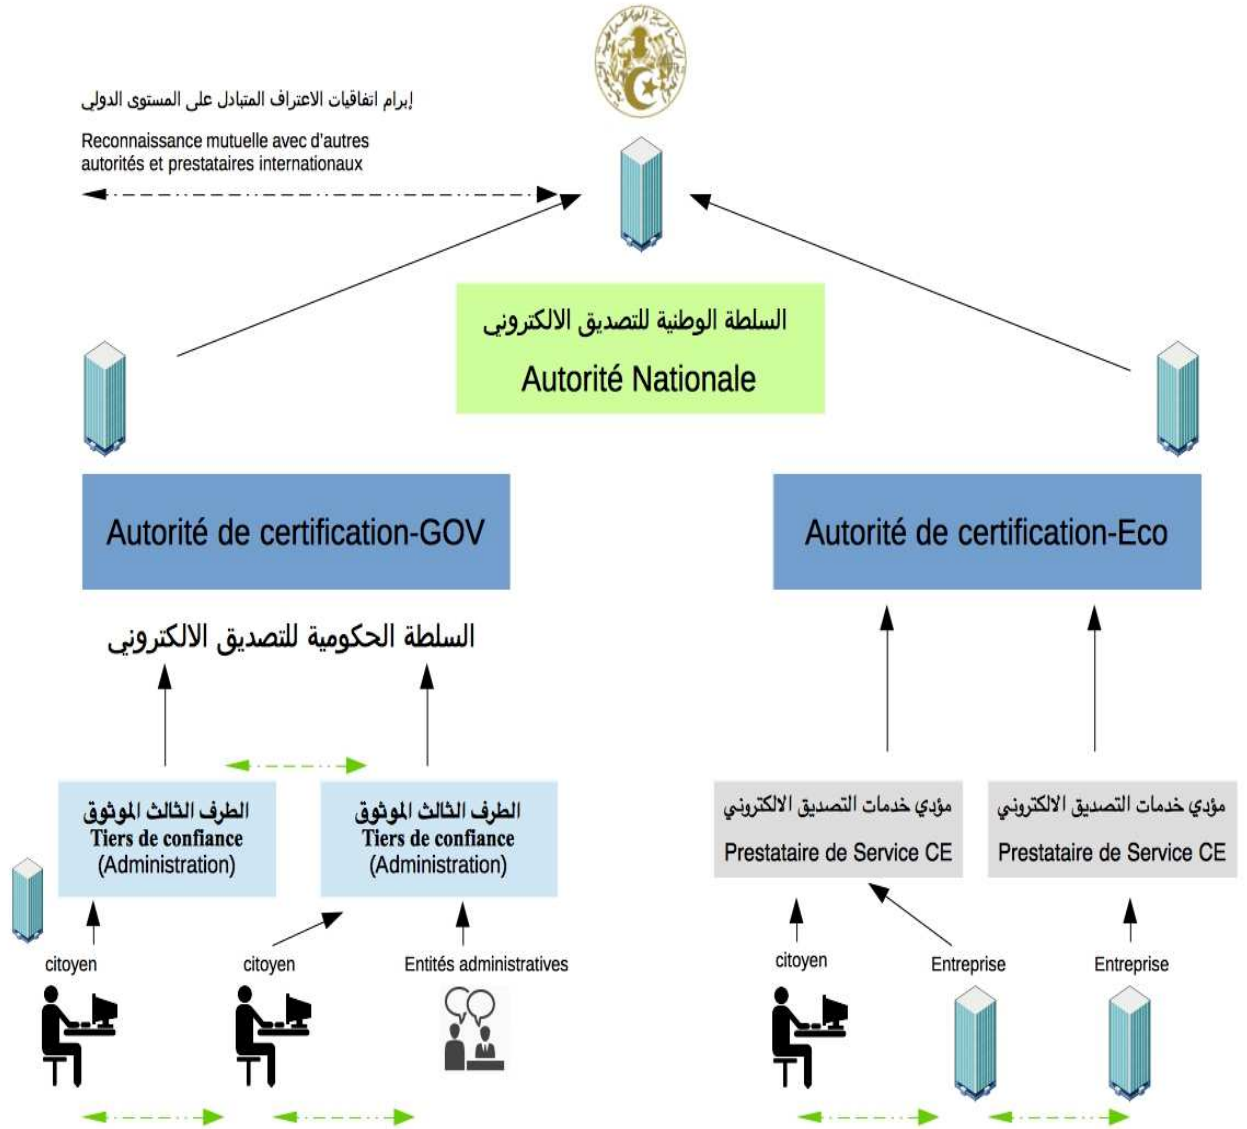 إبرام اتفاقيات الاعتراف المتبادل على المستوى الدولي
Reconnaissance mutuelle avec d'autres
autorités et prestataires internationaux
السلطة الوطنية للتصديق الالكتروني
Autorité Nationale
Autorité de certification-GOV
السلطة الحكومية للتصديق الالكتروني
Autorité de certification-Eco
الطرف الثالث الموثوق
Tiers de confiance
(Administration)
الطرف الثالث الموثوق
Tiers de confiance
(Administration)
مؤدي خدمات التصديق الالكتروني
Prestataire de Service CE
مؤدي خدمات التصديق الالكتروني
Prestataire de Service CE
citoyen
citoyen
Entités administratives
citoyen
Entreprise
Entreprise